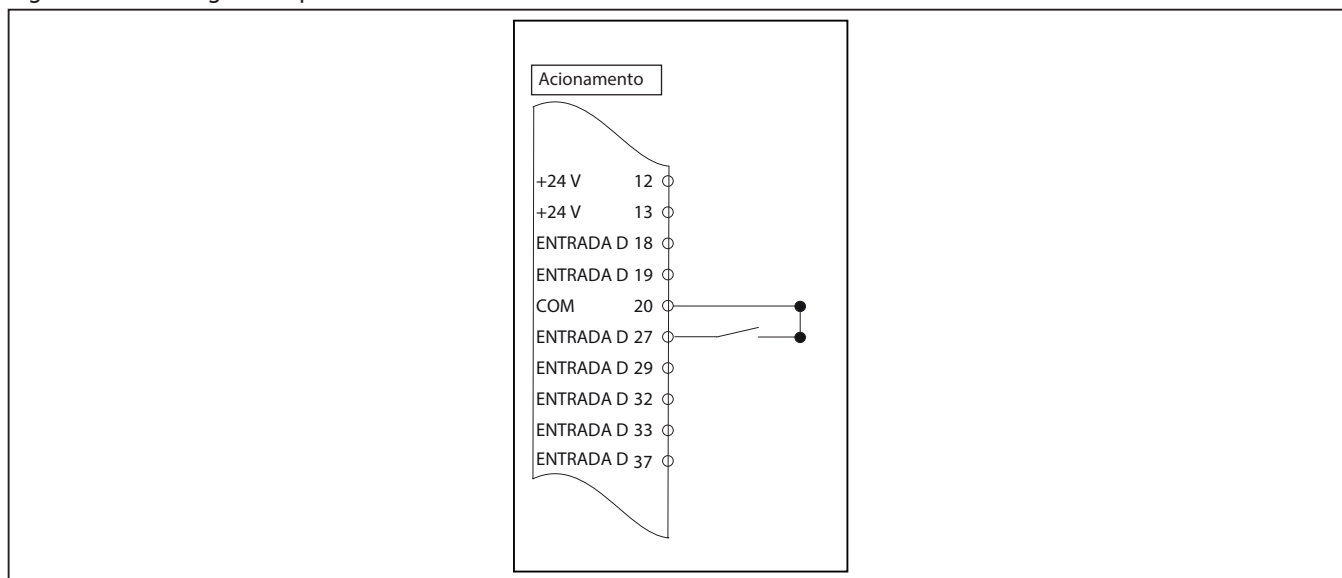 Acionamento
+24 V 12
+24 V 13
ENTRADA D 18
ENTRADA D 19
COM 20
ENTRADA D 27
ENTRADA D 29
ENTRADA D 32
ENTRADA D 33
ENTRADA D 37